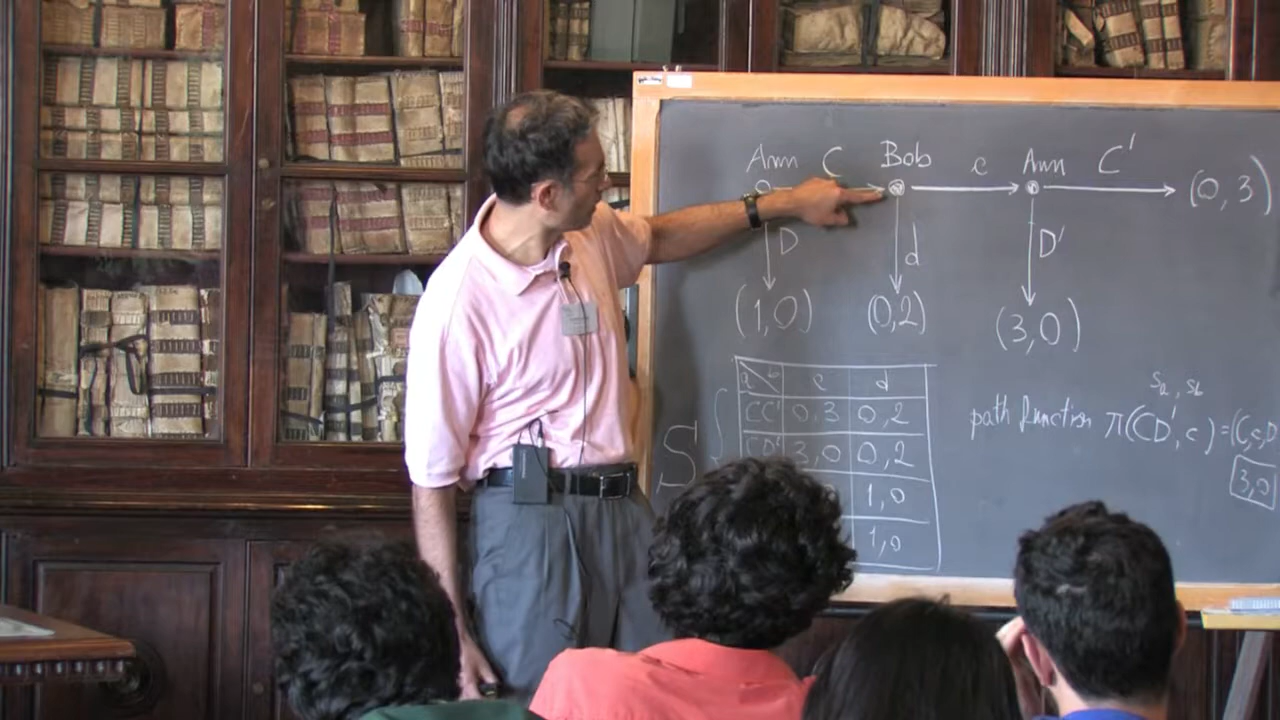 Ann C Bob c Ann C' (0,3)
D d D'
(1,0) (0,2) (3,0)
a b c d
CC' 0,3 0,2
CD' 3,0 0,2
1,0
1,0
S
sa, sb
path function π(CD', c) = (C, c, D
3,0